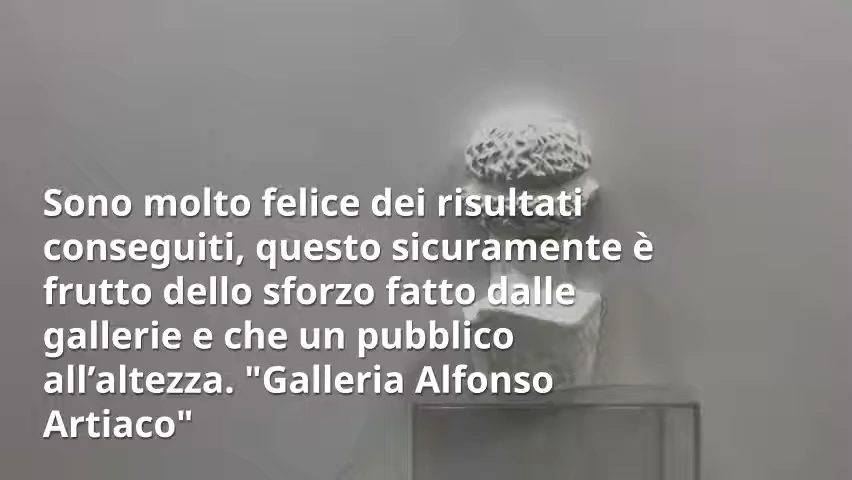 Sono molto felice dei risultati
conseguiti, questo sicuramente è
frutto dello sforzo fatto dalle
gallerie e che un pubblico
all’altezza. "Galleria Alfonso
Artiaco"